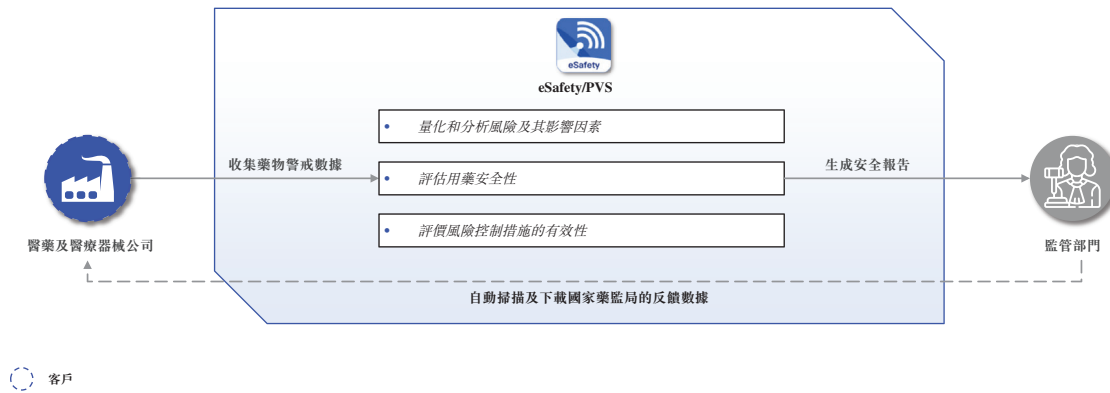 eSafety
eSafety/PVS
• 量化和分析風險及其影響因素
收集藥物警戒數據
• 評估用藥安全性
生成安全報告
• 評價風險控制措施的有效性
醫藥及醫療器械公司
監管部門
自動掃描及下載國家藥監局的反饋數據
客戶